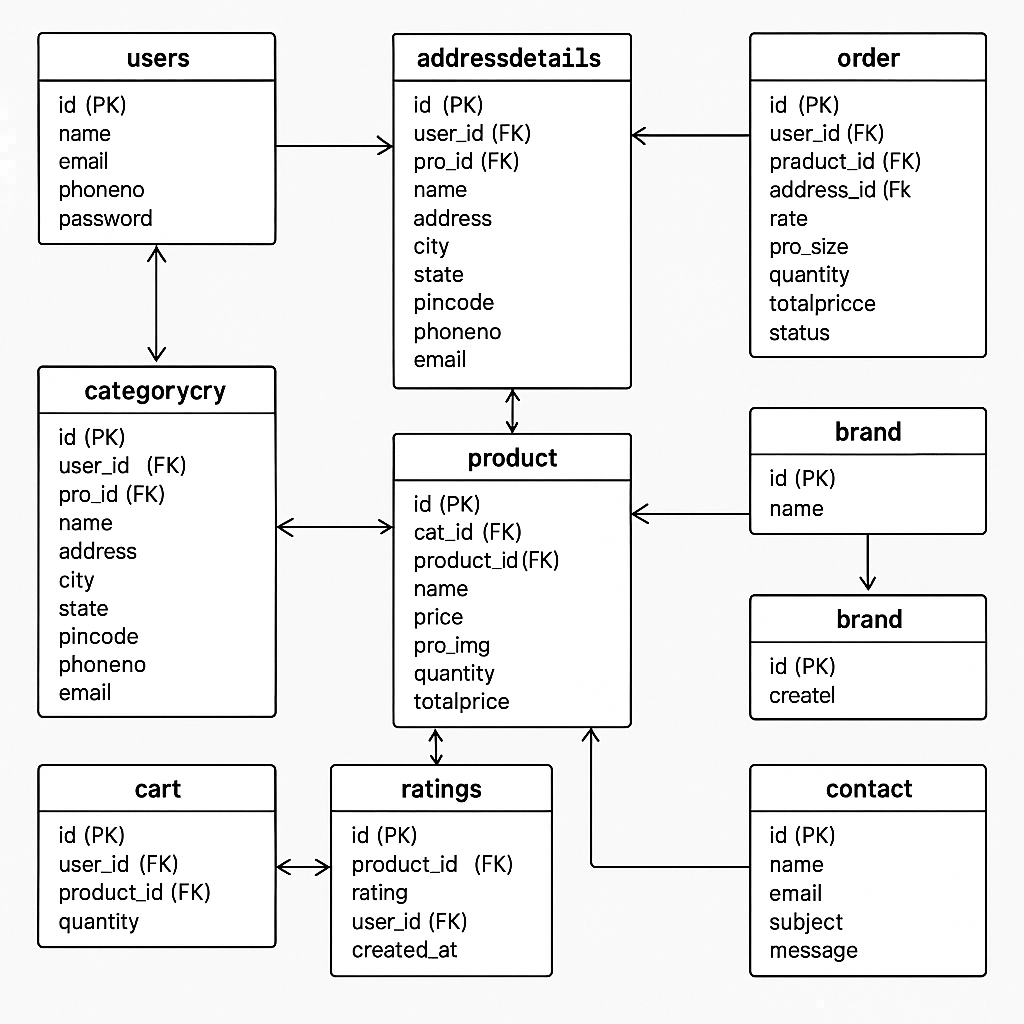 users
id (PK)
name
email
phoneno
password
addressdetails
id (PK)
user_id (FK)
pro_id (FK)
name
address
city
state
pincode
phoneno
email
order
id (PK)
user_id (FK)
praduct_id (FK)
address_id (Fk
rate
pro_size
quantity
totalpricce
status
categorycry
id (PK)
user_id (FK)
pro_id (FK)
name
address
city
state
pincode
phoneno
email
product
id (PK)
cat_id (FK)
product_id (FK)
name
price
pro_img
quantity
totalprice
brand
id (PK)
name
brand
id (PK)
createl
cart
id (PK)
user_id (FK)
product_id (FK)
quantity
ratings
id (PK)
product_id (FK)
rating
user_id (FK)
created_at
contact
id (PK)
name
email
subject
message